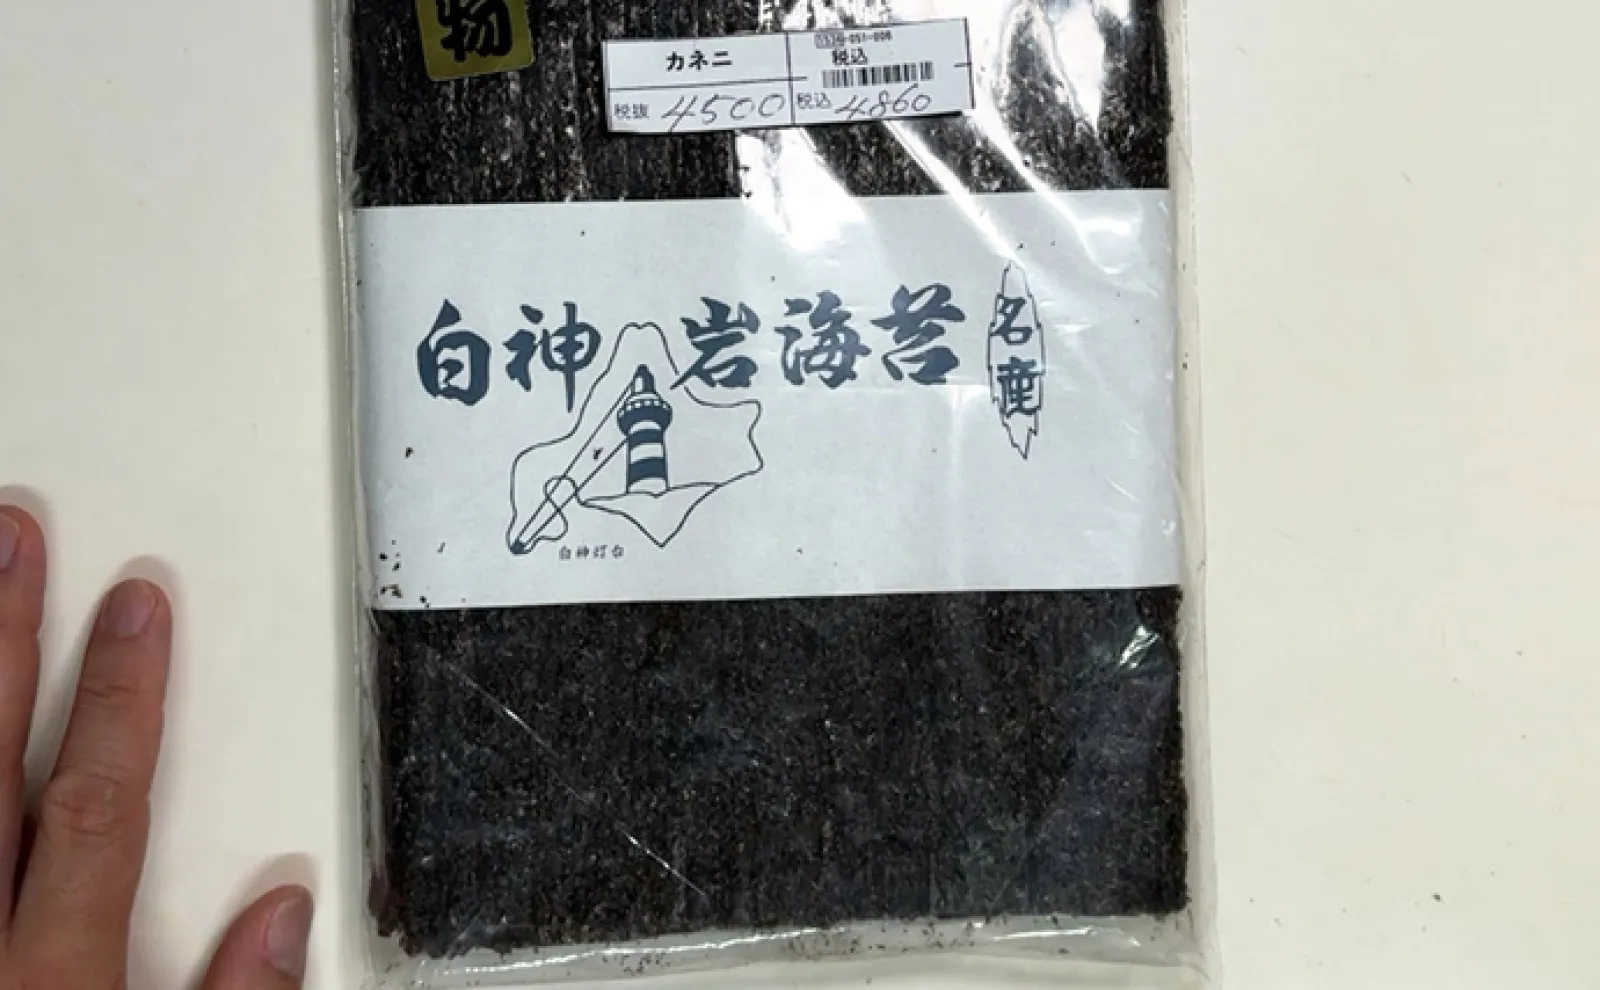 物
カネニ
税込
税抜 4500 税込 4860
白神岩海苔
名産
白神灯台